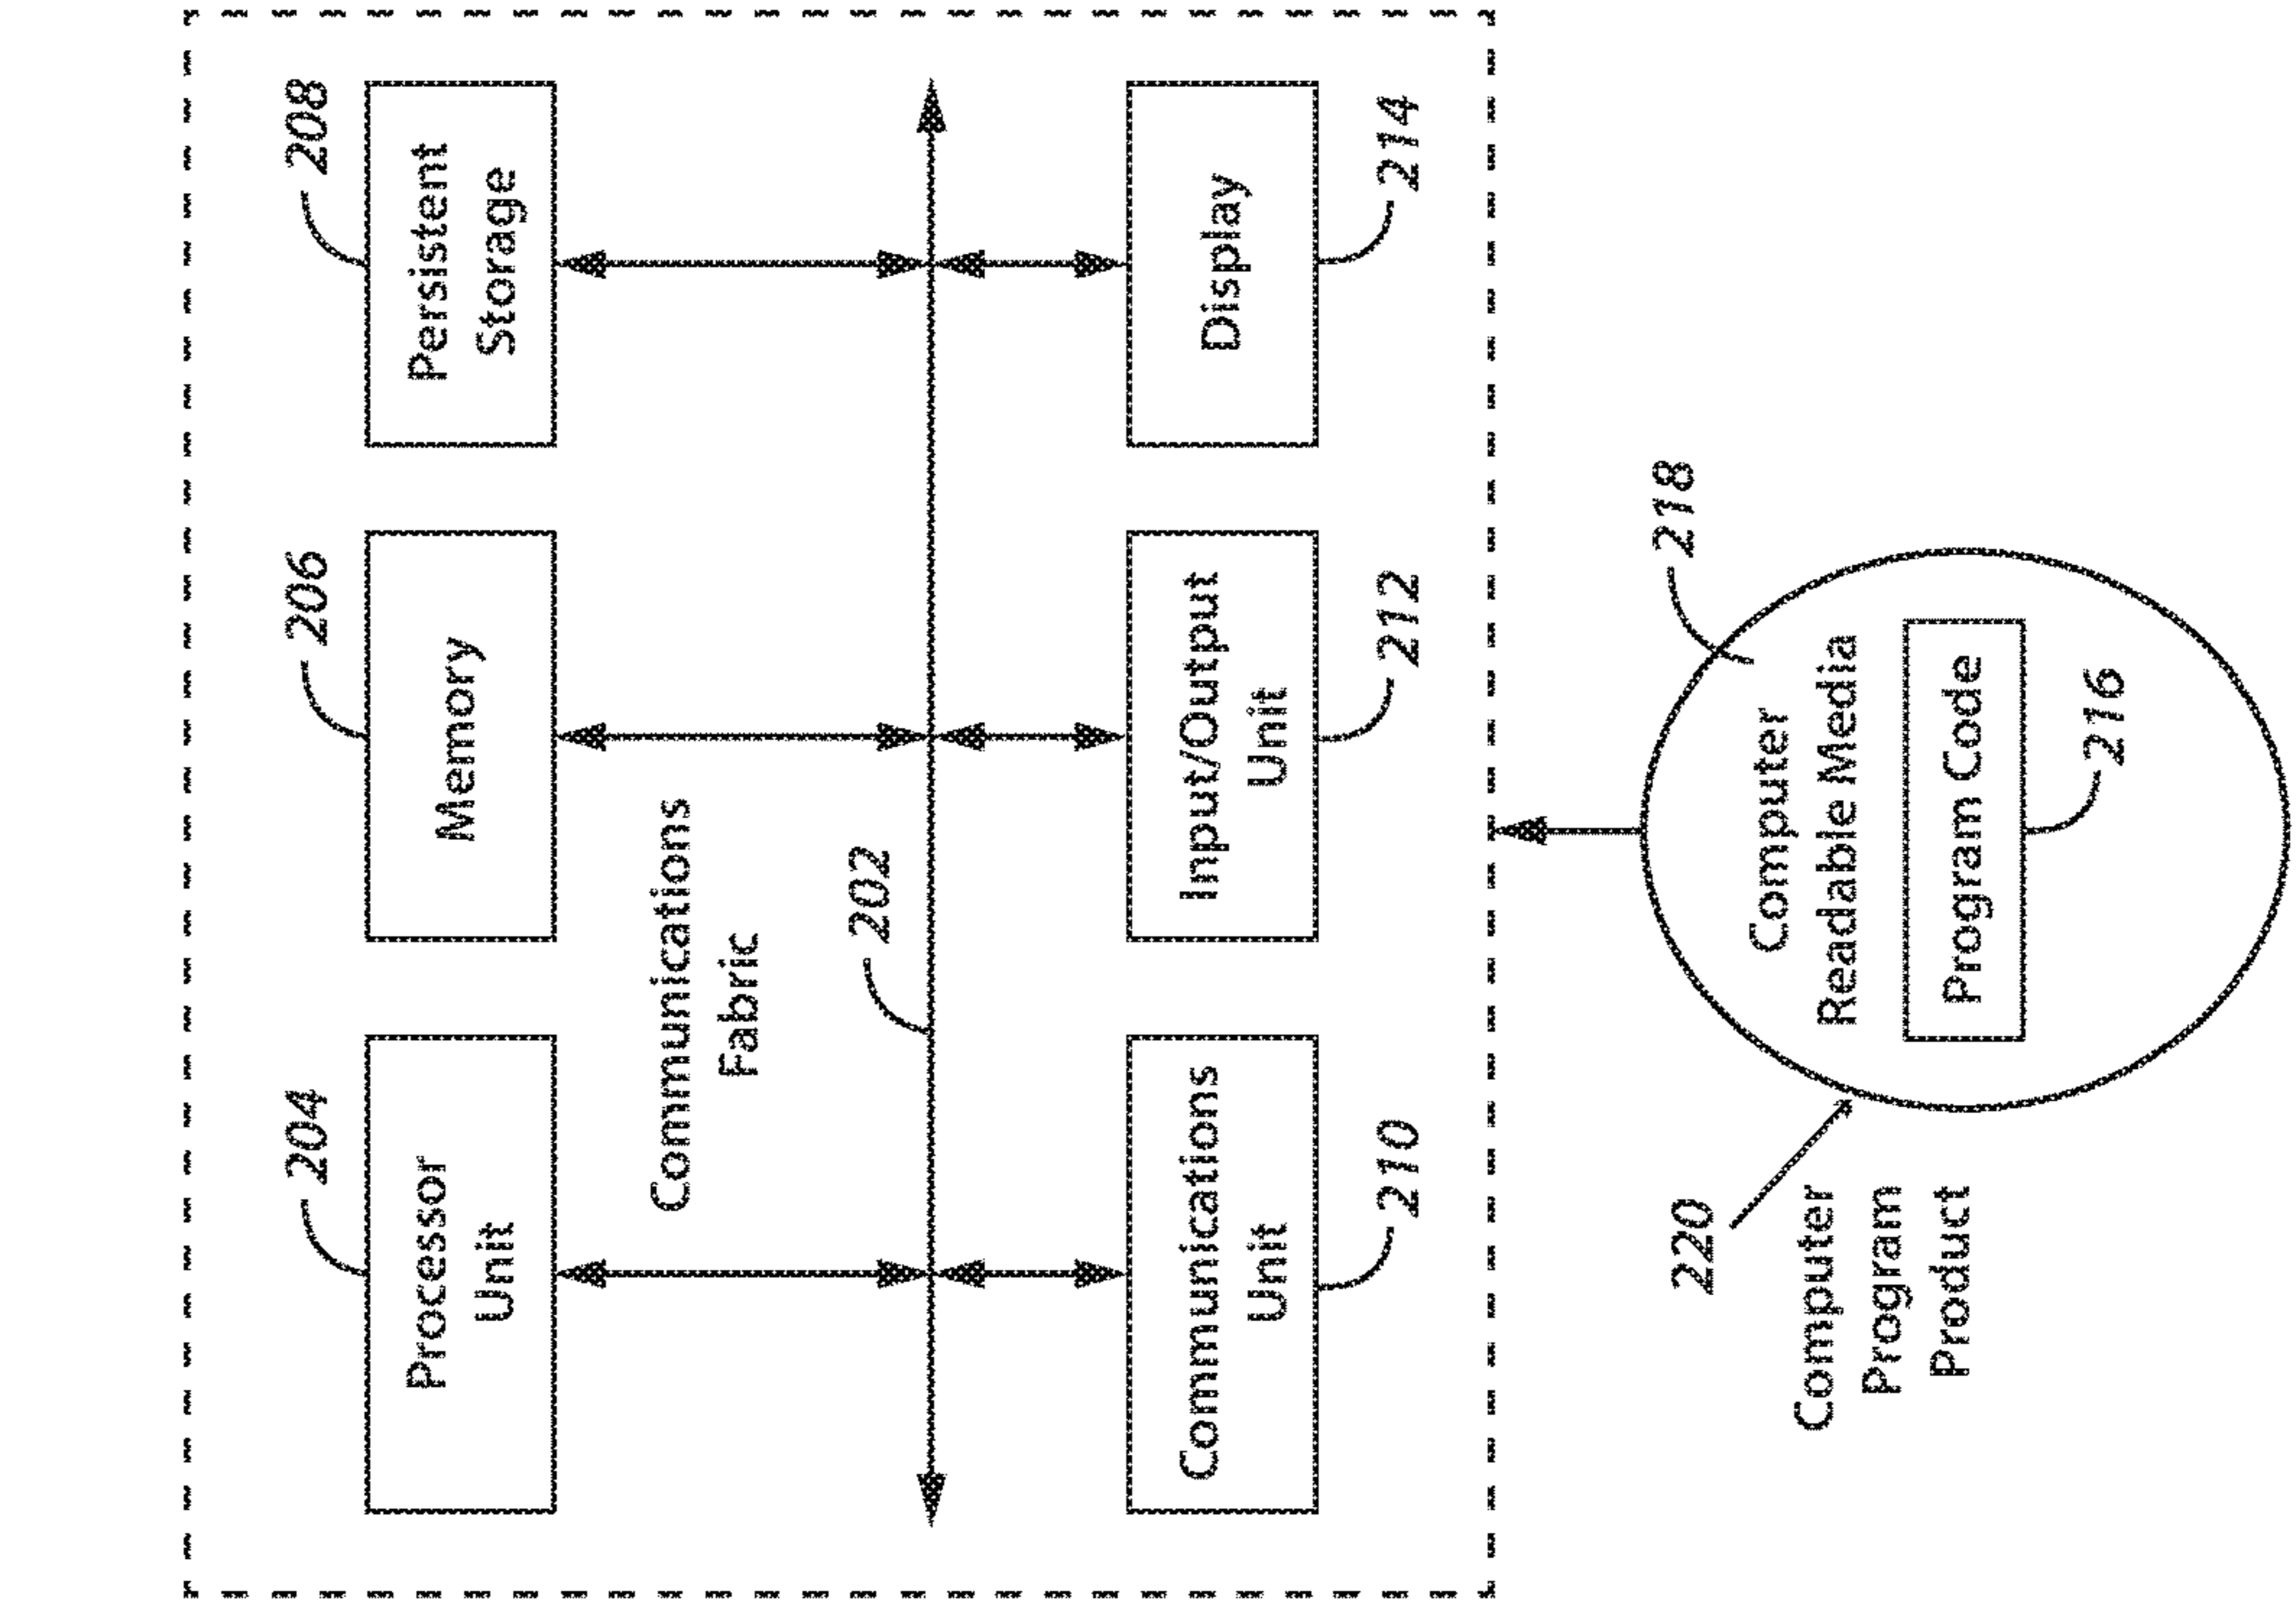 204
206
208
Processor
Unit
Memory
Persistent
Storage
Communications
Fabric
202
Communications
Unit
Input/Output
Unit
Display
210
212
214
218
220
Computer
Readable Media
Program Code
216
Computer
Program
Product